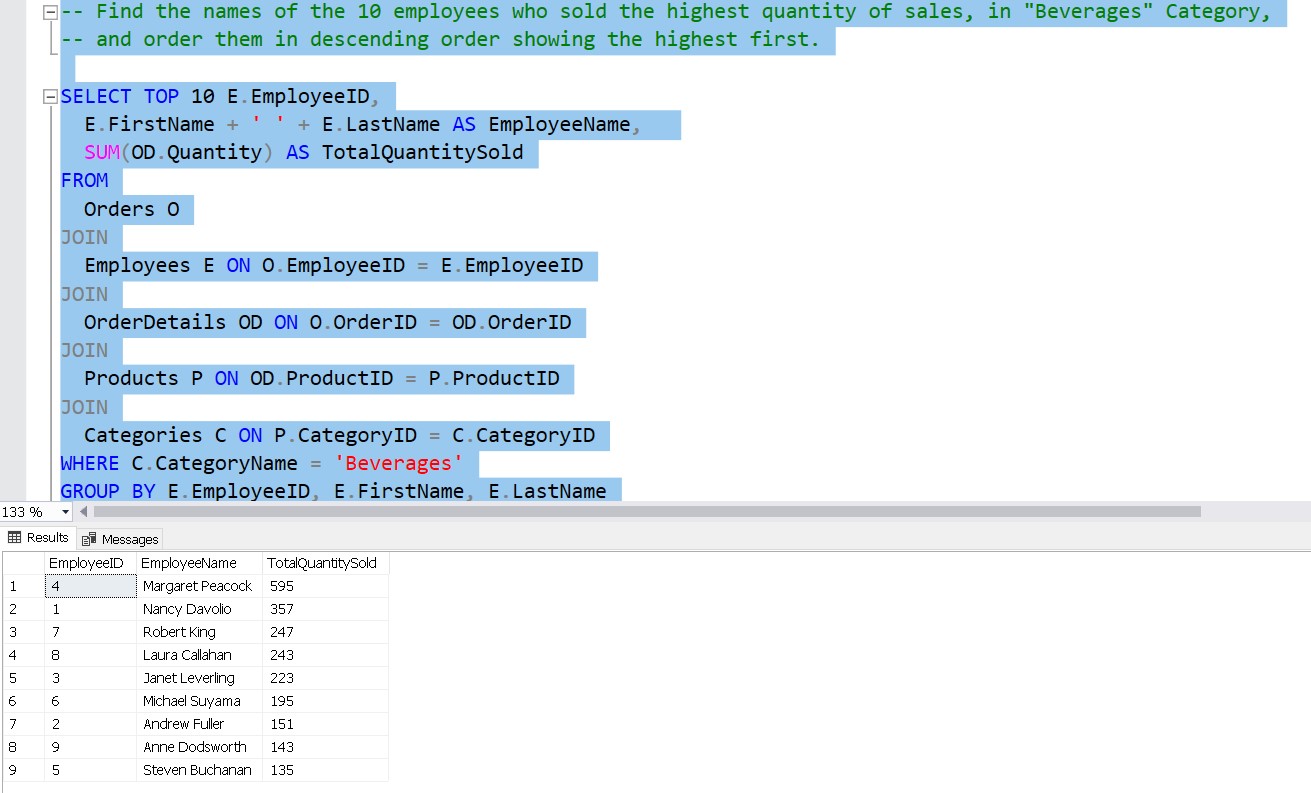 -- Find the names of the 10 employees who sold the highest quantity of sales, in "Beverages" Category,
-- and order them in descending order showing the highest first.
SELECT TOP 10 E.EmployeeID,
E.FirstName + ' ' + E.LastName AS EmployeeName,
SUM(OD.Quantity) AS TotalQuantitySold
FROM
Orders O
JOIN
Employees E ON O.EmployeeID = E.EmployeeID
JOIN
OrderDetails OD ON O.OrderID = OD.OrderID
JOIN
Products P ON OD.ProductID = P.ProductID
JOIN
Categories C ON P.CategoryID = C.CategoryID
WHERE C.CategoryName = 'Beverages'
GROUP BY E.EmployeeID, E.FirstName, E.LastName
133 %
Results Messages
EmployeeID EmployeeName TotalQuantitySold
1 4 Margaret Peacock 595
2 1 Nancy Davolio 357
3 7 Robert King 247
4 8 Laura Callahan 243
5 3 Janet Leverling 223
6 6 Michael Suyama 195
7 2 Andrew Fuller 151
8 9 Anne Dodsworth 143
9 5 Steven Buchanan 135